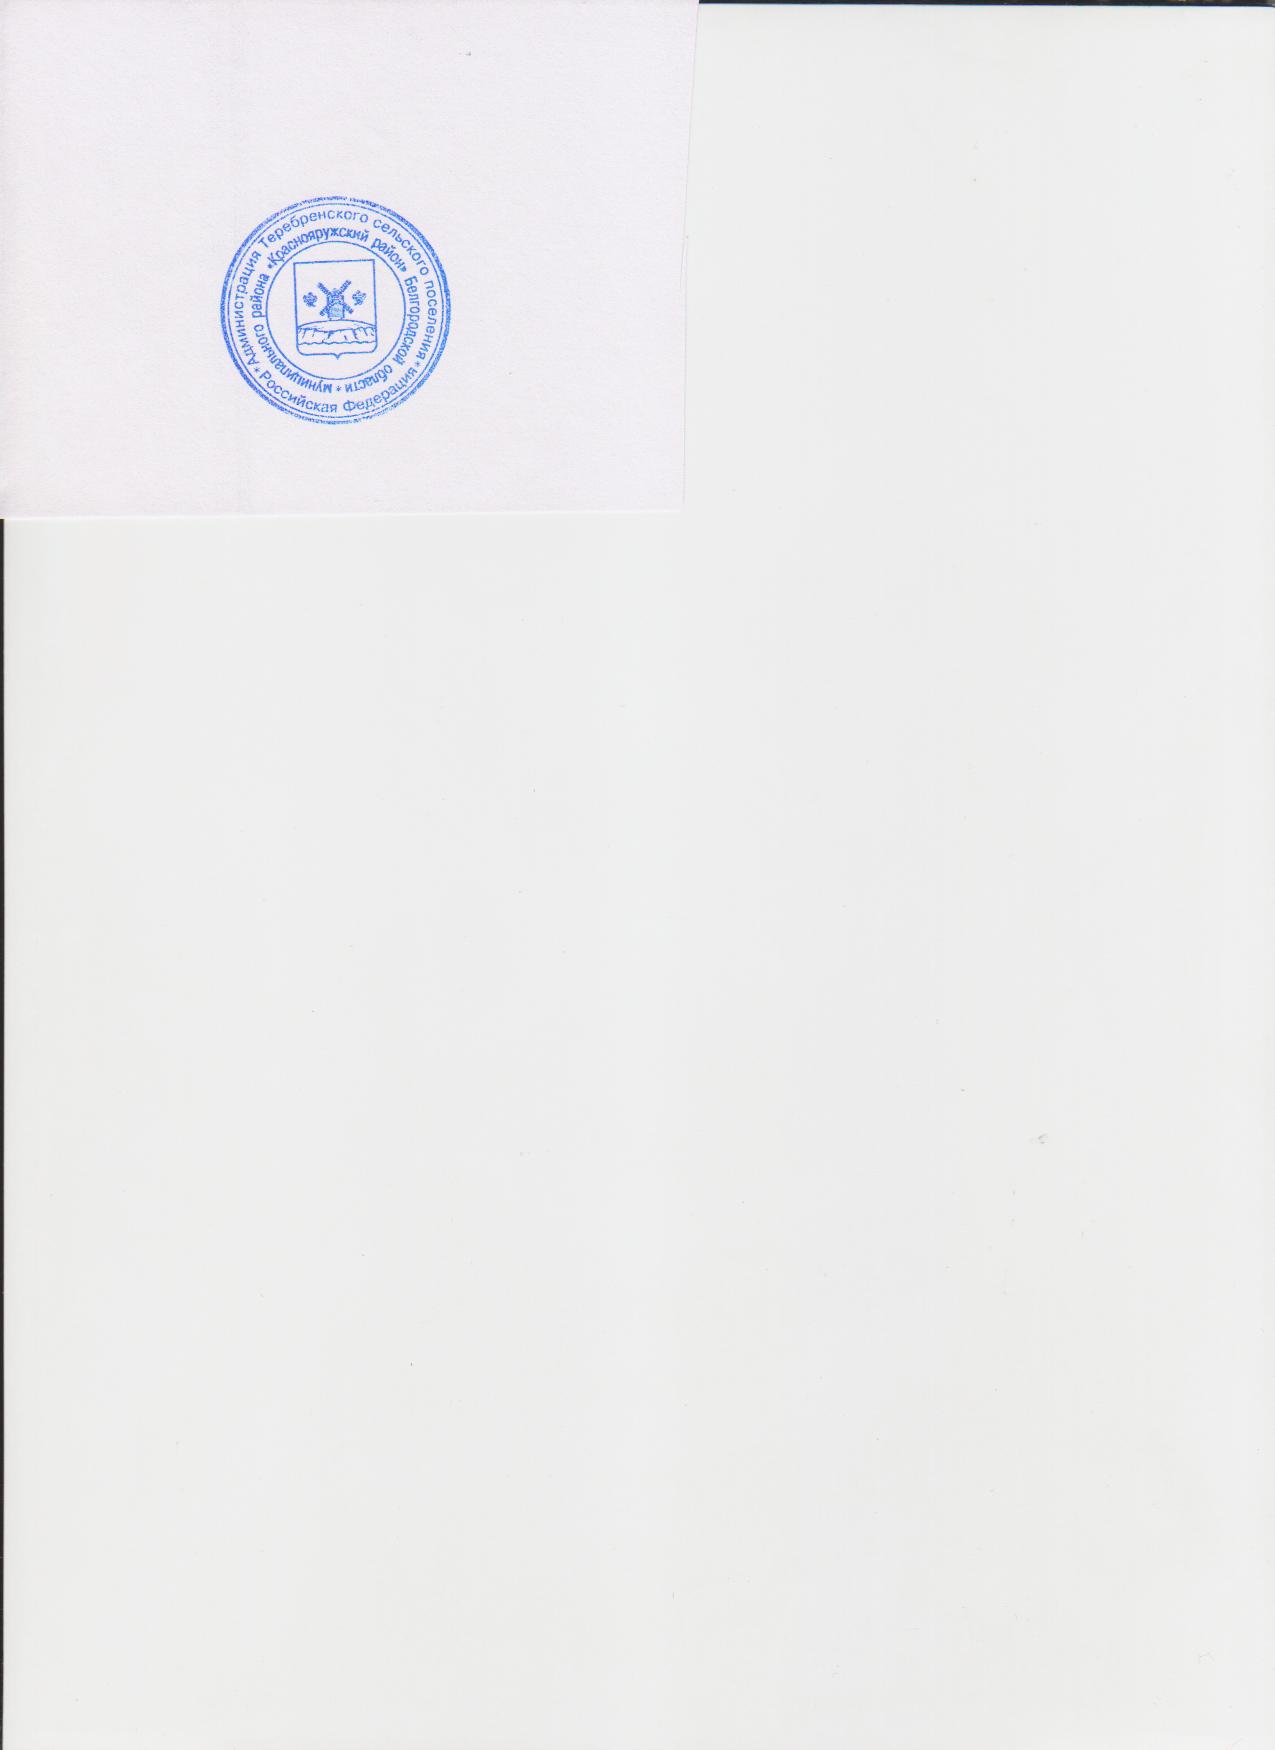 Администрация Теребренского сельского поселения *
Российская Федерация *
муниципального района «Краснояружский район» Белгородской области *